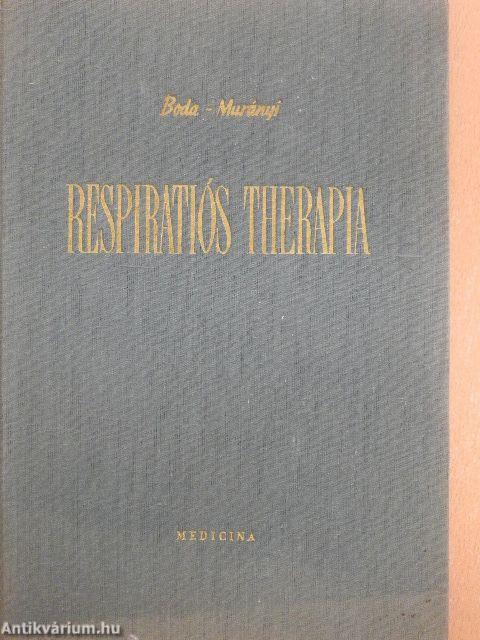 Boda - Murányi
RESPIRATIÓS THERAPIA
MEDICINA
Antikvárium.hu